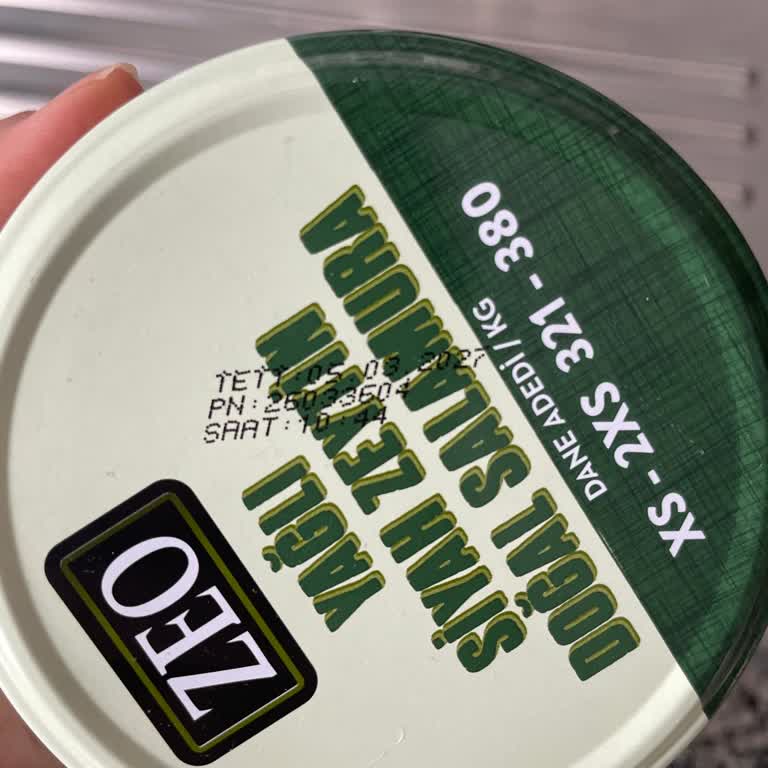 ZEO
YAĞLI
SİYAH ZEYTİN
DOĞAL SALAMURA
DANE ADEDİ / KG
XS - 2XS 321 - 380
TETT:05.03.2027
PN:26033604
SAAT:10:44